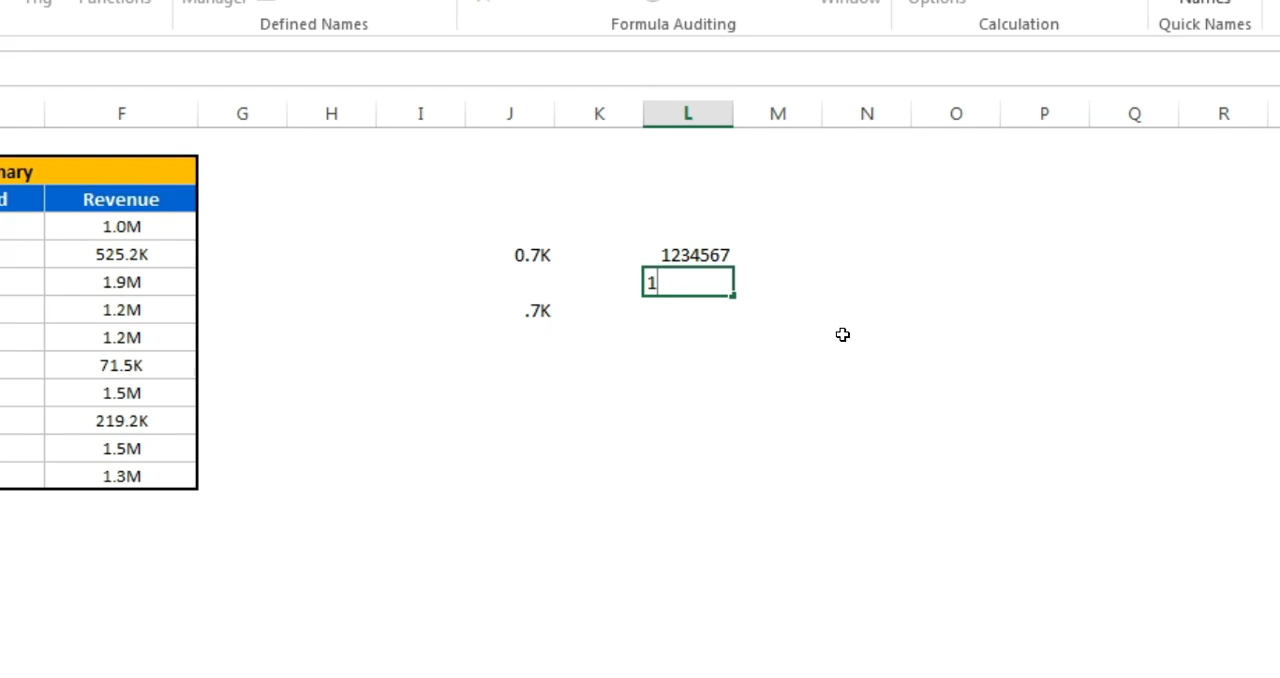 Trig Functions Manager Window Options Names
Defined Names Formula Auditing Calculation Quick Names
F G H I J K L M N O P Q R
nary
d Revenue
1.0M
525.2K 0.7K 1234567
1.9M 1
1.2M .7K
1.2M
71.5K
1.5M
219.2K
1.5M
1.3M